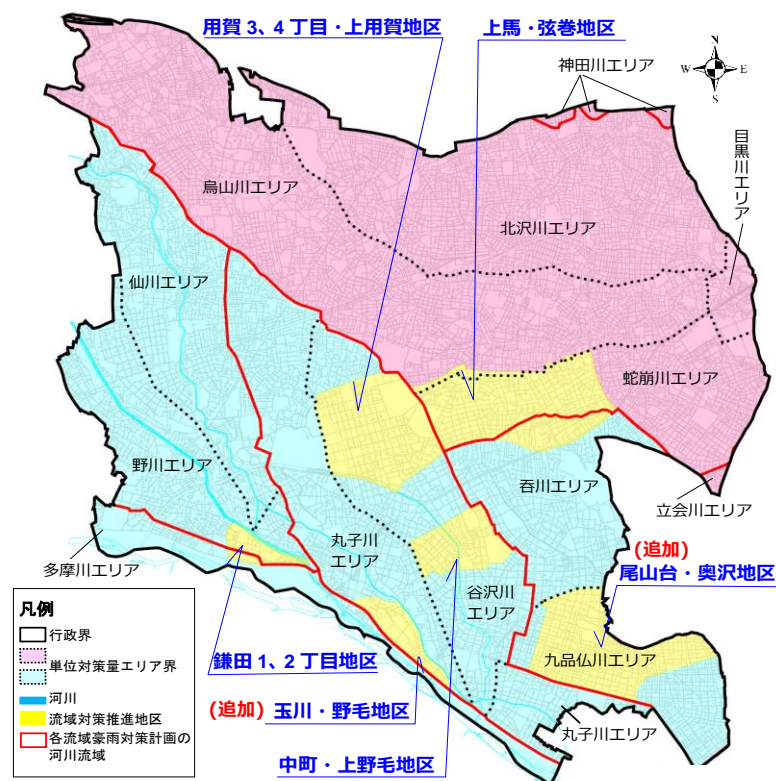 用賀 3、4 丁目・上用賀地区
上馬・弦巻地区
N
W
E
S
神田川エリア
目黒川エリア
烏山川エリア
北沢川エリア
仙川エリア
蛇崩川エリア
野川エリア
呑川エリア
立会川エリア
丸子川
エリア
多摩川エリア
(追加)
尾山台・奥沢地区
谷沢川
エリア
九品仏川エリア
鎌田 1、2 丁目地区
(追加) 玉川・野毛地区
丸子川エリア
中町・上野毛地区
凡例
行政界
単位対策量エリア界
河川
流域対策推進地区
各流域豪雨対策計画の
河川流域